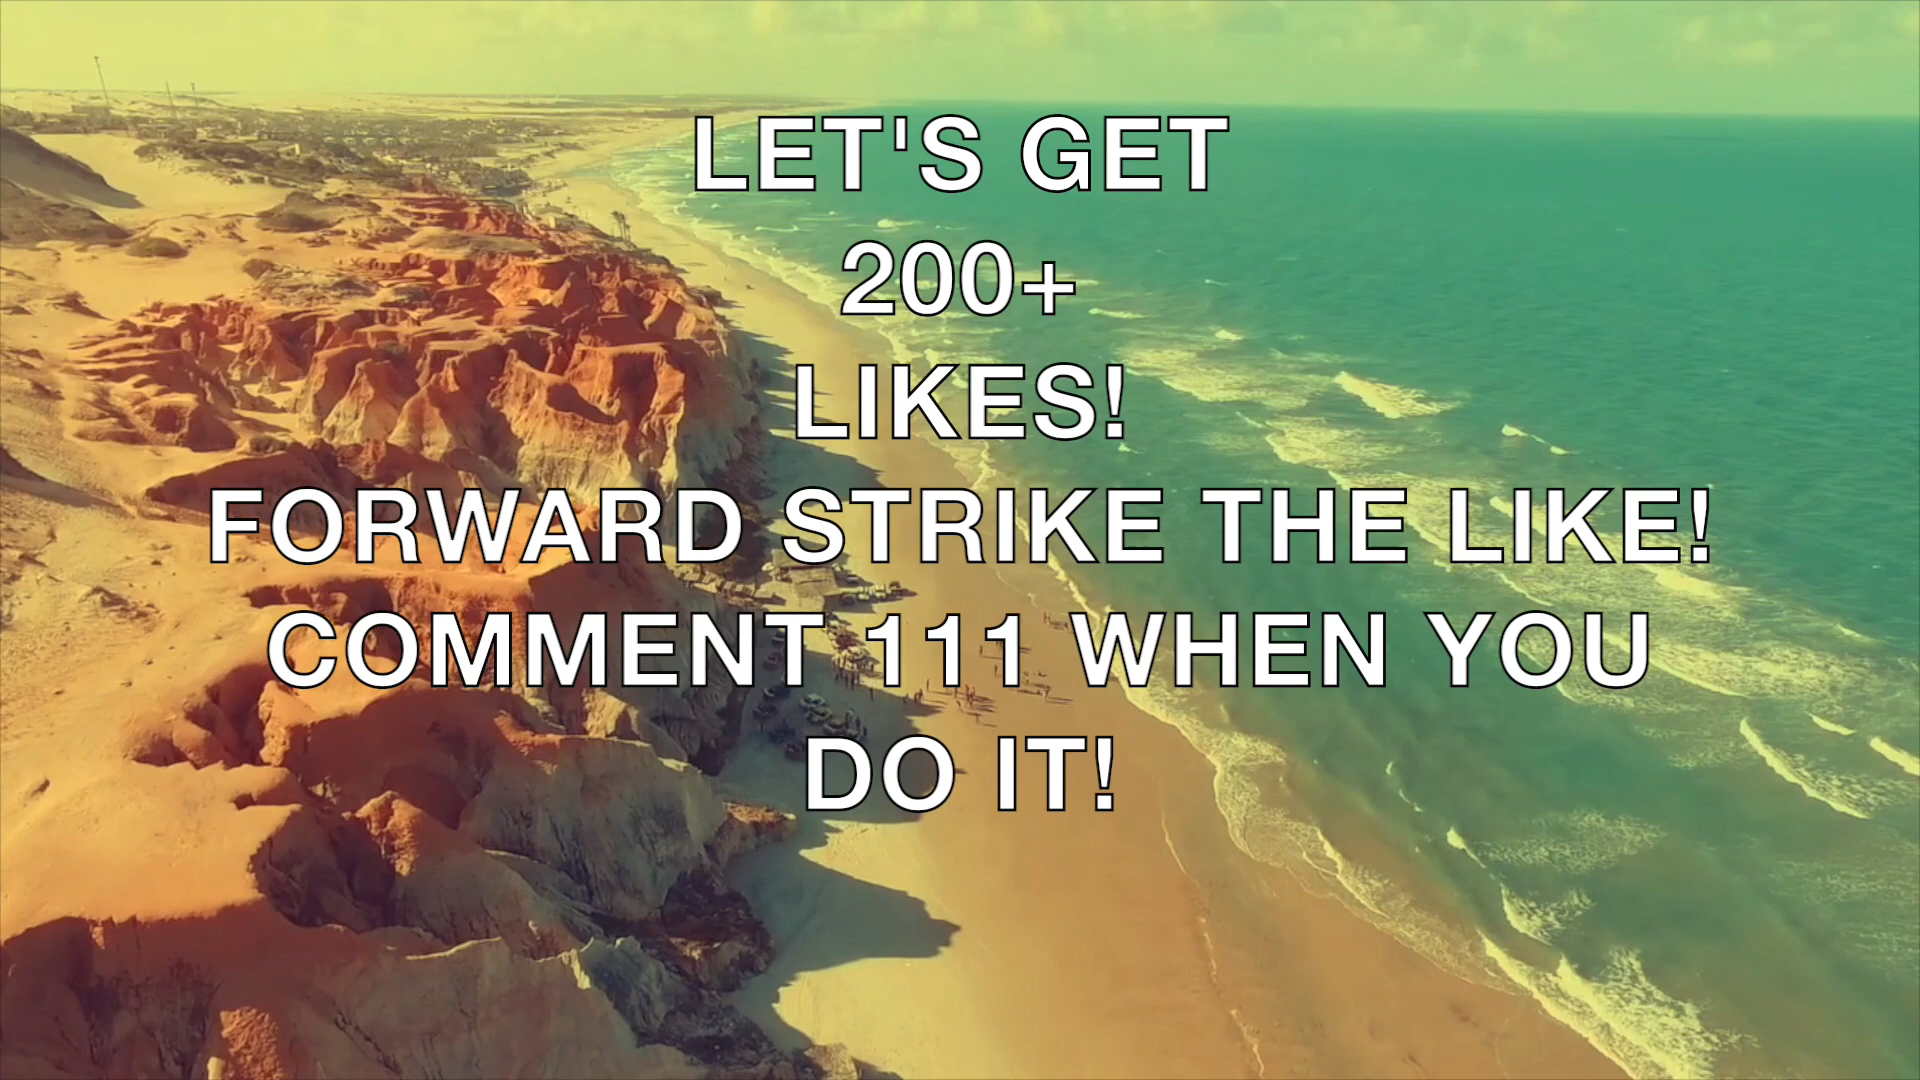 LET'S GET
200+
LIKES!
FORWARD STRIKE THE LIKE!
COMMENT 111 WHEN YOU
DO IT!